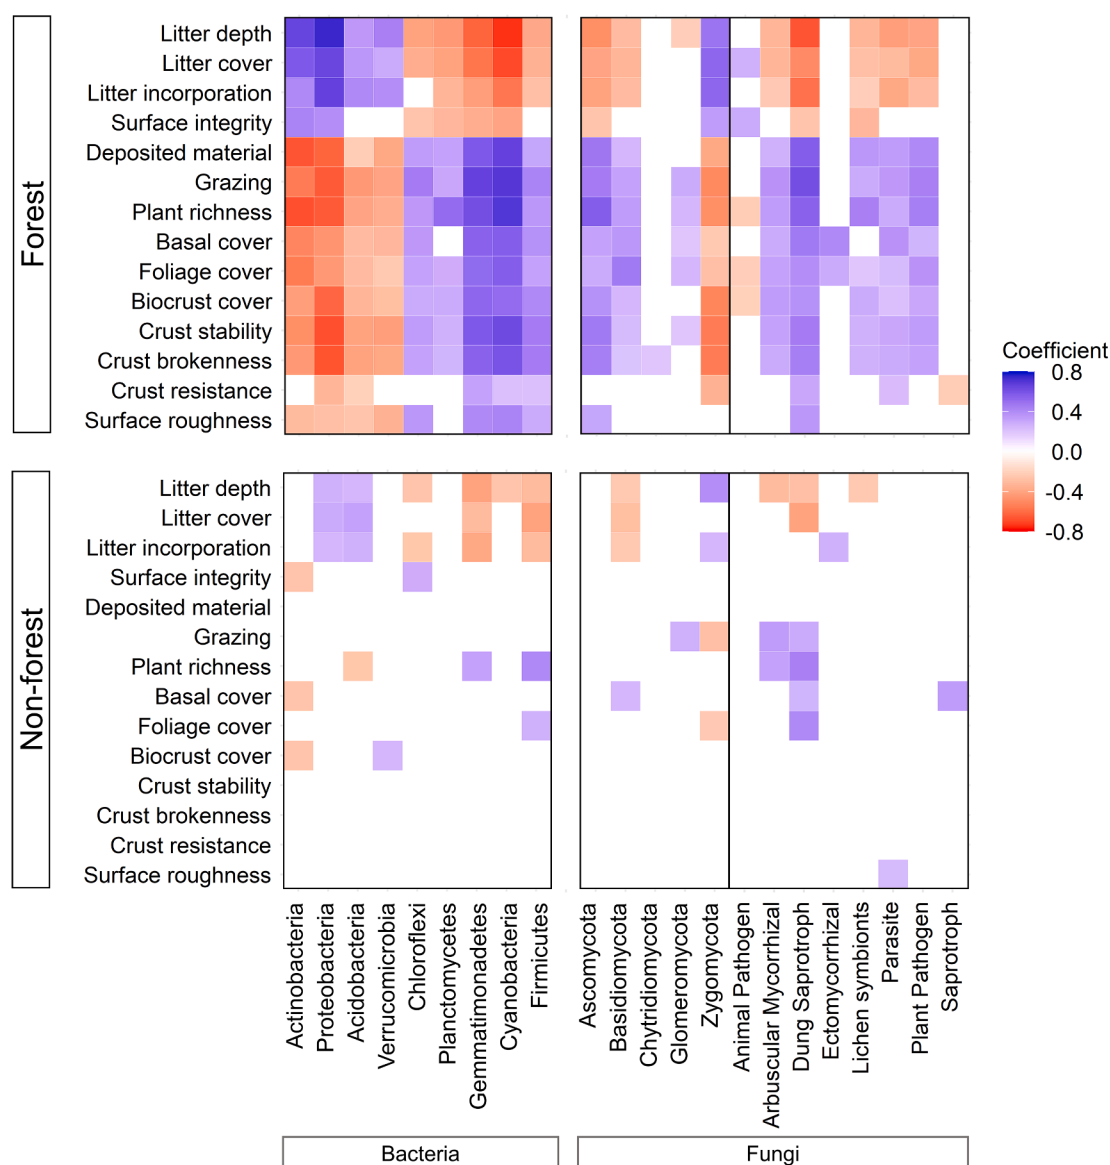 Forest
Litter depth
Litter cover
Litter incorporation
Surface integrity
Deposited material
Grazing
Plant richness
Basal cover
Foliage cover
Biocrust cover
Crust stability
Crust brokenness
Crust resistance
Surface roughness
Coefficient
0.8
0.4
0.0
-0.4
-0.8
Non-forest
Litter depth
Litter cover
Litter incorporation
Surface integrity
Deposited material
Grazing
Plant richness
Basal cover
Foliage cover
Biocrust cover
Crust stability
Crust brokenness
Crust resistance
Surface roughness
Actinobacteria
Proteobacteria
Acidobacteria
Verrucomicrobia
Chloroflexi
Planctomycetes
Gemmatimonadetes
Cyanobacteria
Firmicutes
Ascomycota
Basidiomycota
Chytridiomycota
Glomeromycota
Zygomycota
Animal Pathogen
Arbuscular Mycorrhizal
Dung Saprotroph
Ectomycorrhizal
Lichen symbionts
Parasite
Plant Pathogen
Saprotroph
Bacteria
Fungi